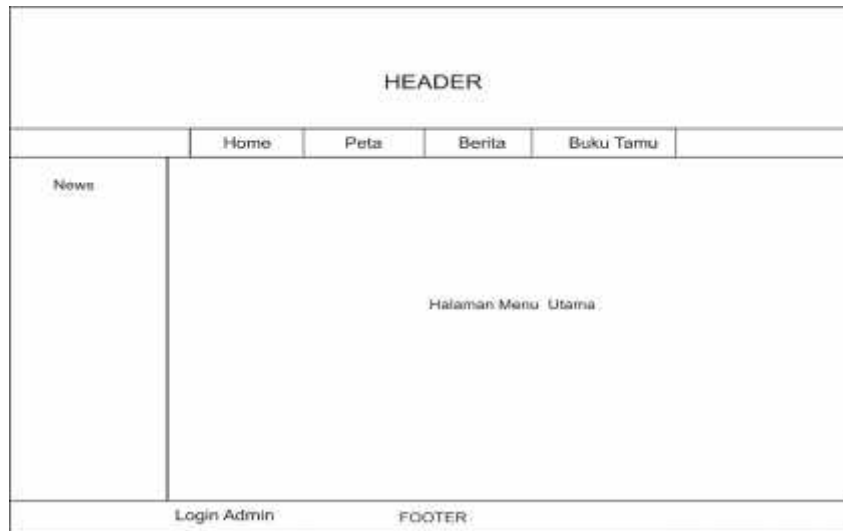 HEADER
Home Peta Berita Buku Tamu
News
Halaman Menu Utama
Login Admin FOOTER